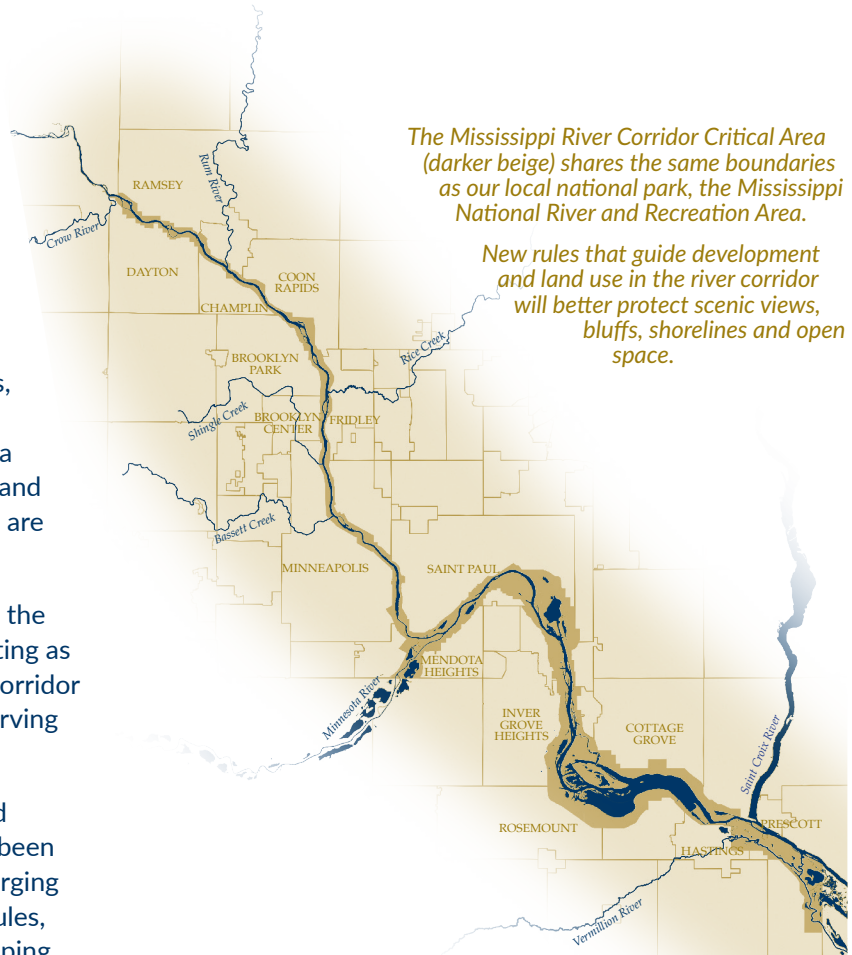 The Mississippi River Corridor Critical Area
(darker beige) shares the same boundaries
as our local national park, the Mississippi
National River and Recreation Area.
New rules that guide development
and land use in the river corridor
will better protect scenic views,
bluffs, shorelines and open
space.
RAMSEY
Rum River
Crow River
DAYTON
COON
RAPIDS
CHAMPLIN
BROOKLYN
PARK
Rice Creek
Shingle Creek
BROOKLYN
CENTER
FRIDLEY
Bassett Creek
MINNEAPOLIS
SAINT PAUL
MENDOTA
HEIGHTS
Minnesota River
INVER
GROVE
HEIGHTS
COTTAGE
GROVE
Saint Croix River
ROSEMOUNT
PRESCOTT
HASTINGS
Vermillion River
s,
a
and
are
the
ting as
orridor
rving
d
been
rging
ules,
ping